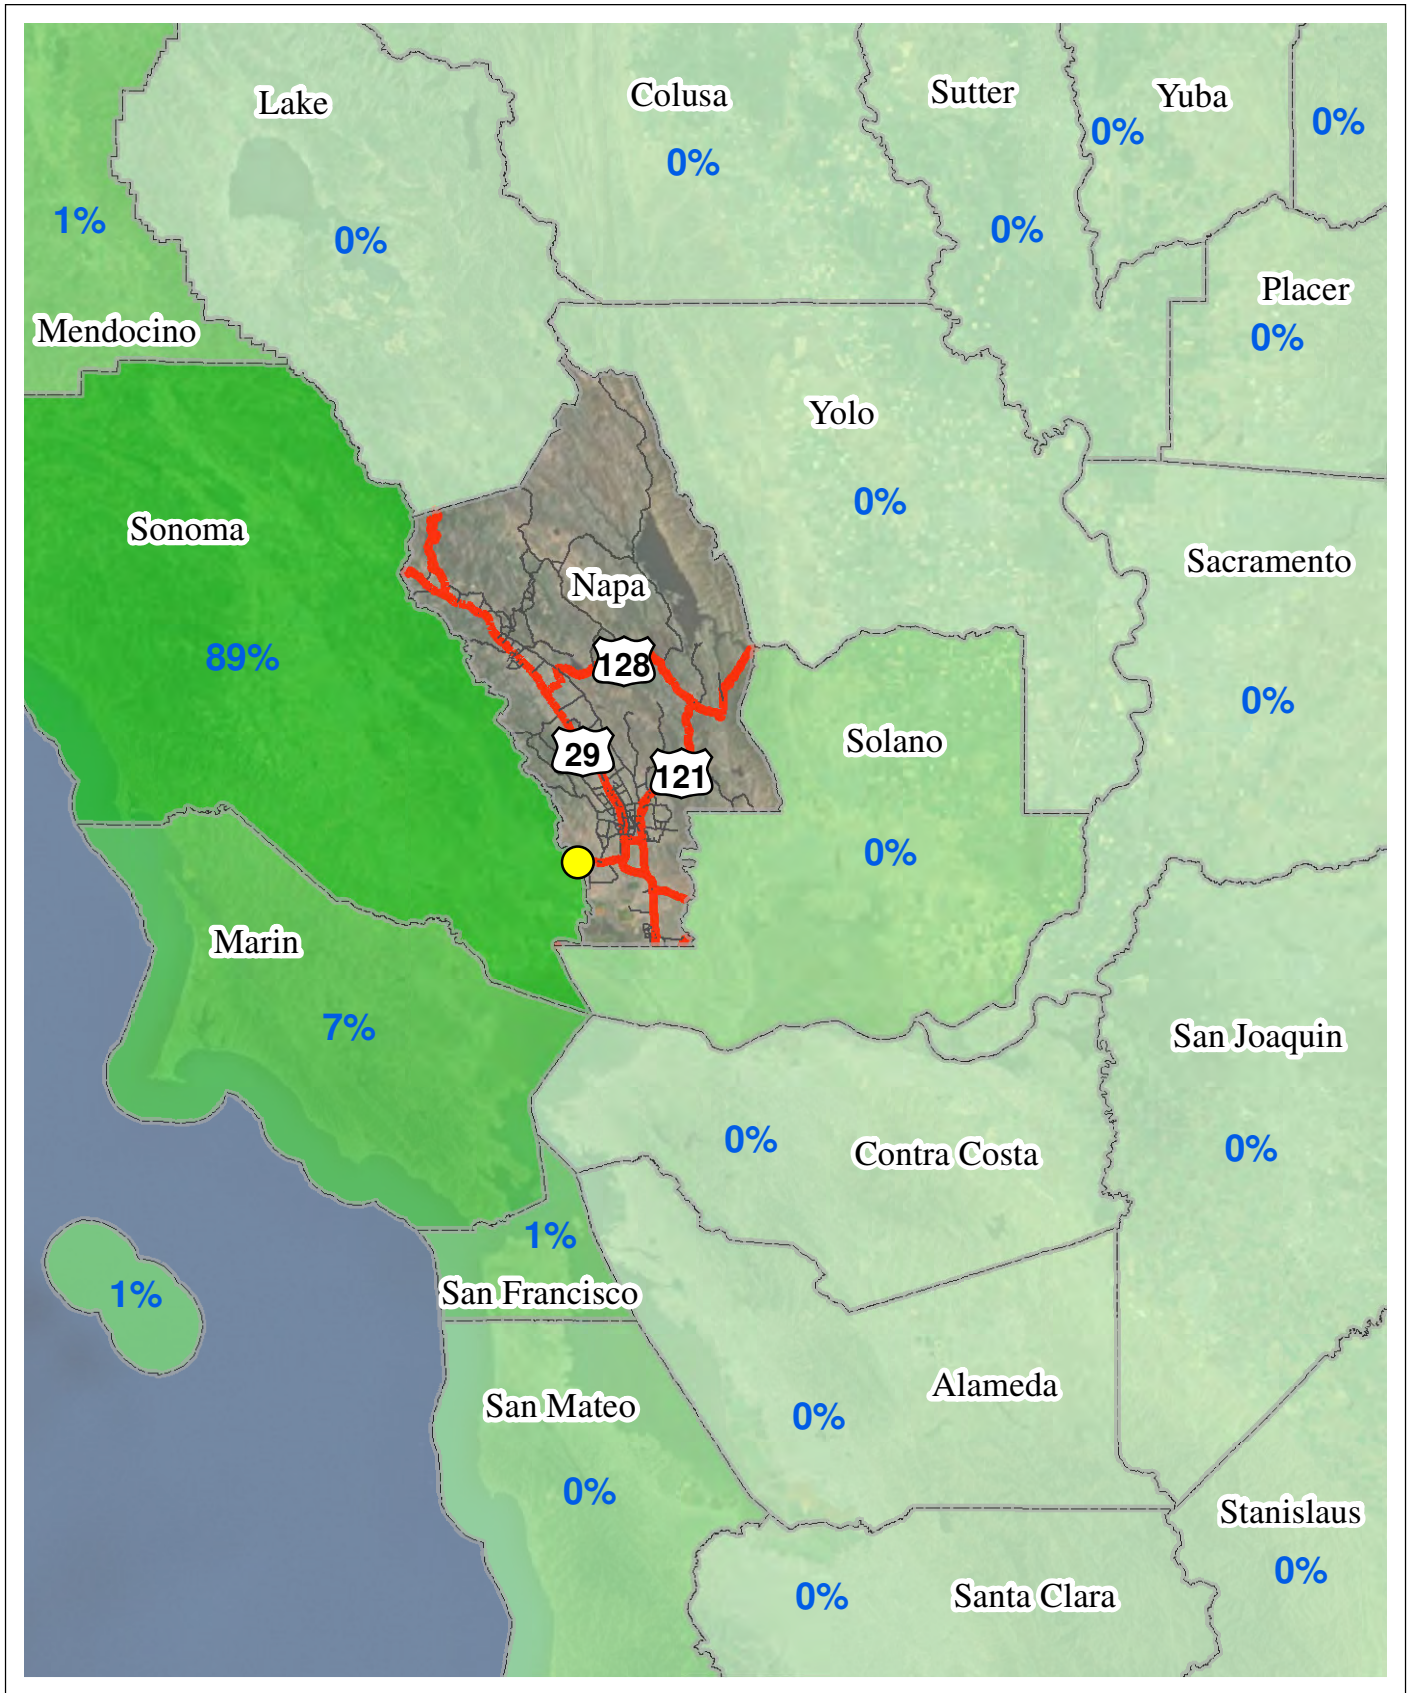 Lake
Colusa
Sutter
Yuba
0%
0%
0%
1%
0%
0%
Placer
Mendocino
0%
Yolo
0%
Sonoma
Sacramento
Napa
89%
128
0%
Solano
29
121
0%
Marin
7%
San Joaquin
0%
Contra Costa
0%
1%
1%
San Francisco
Alameda
San Mateo
0%
0%
Stanislaus
0%
0%
Santa Clara